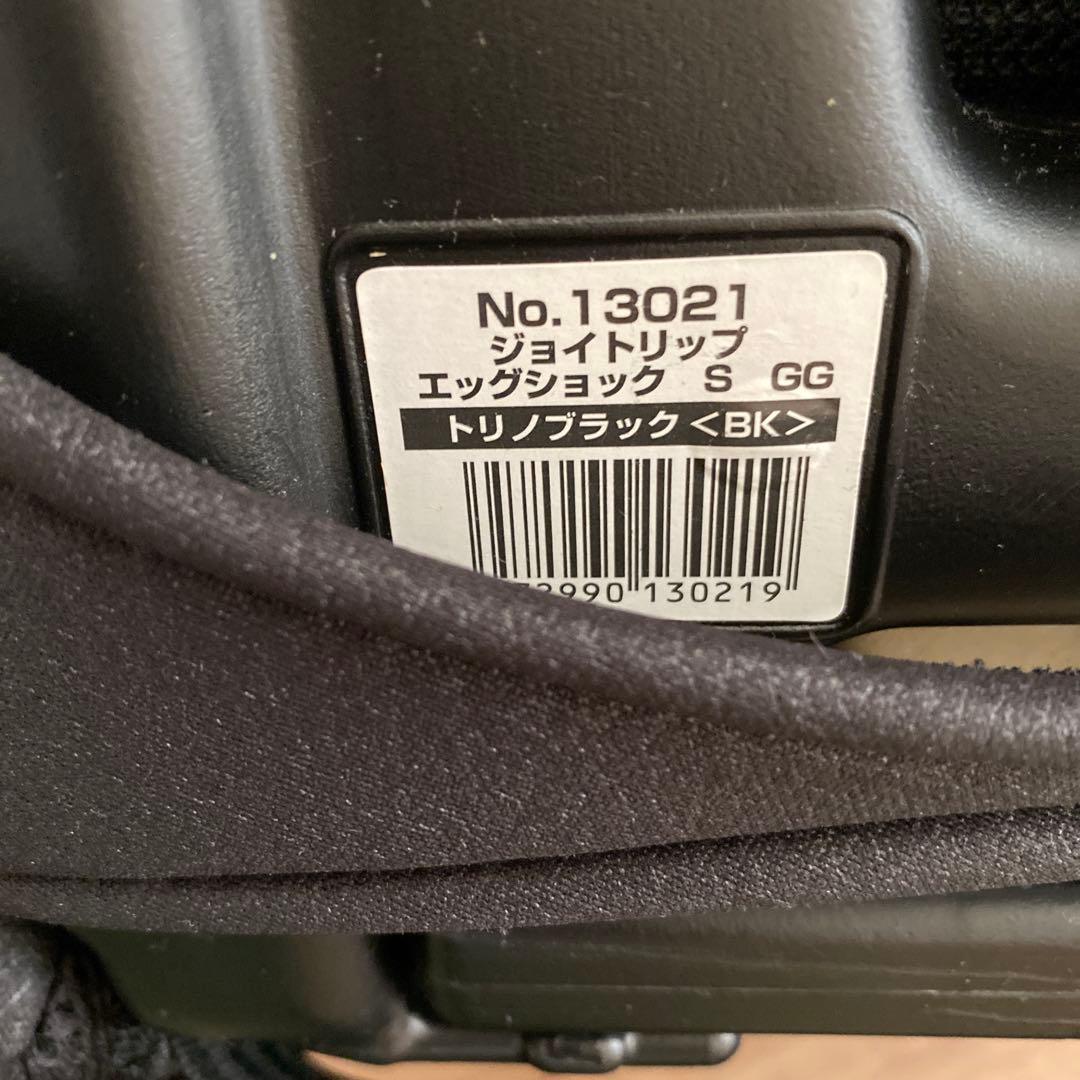 No.13021
ジョイトリップ
エッグショック S GG
トリノブラック<BK>
990 130219